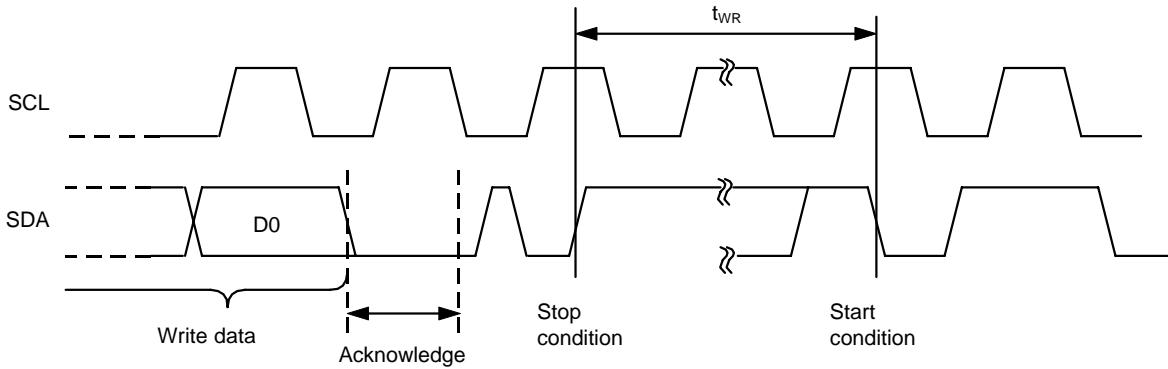 tWR
SCL
SDA
D0
Write data
Acknowledge
Stop
condition
Start
condition